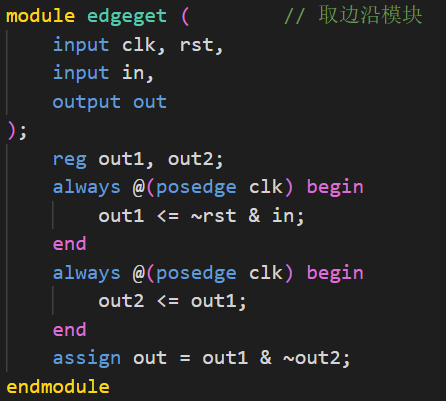 module edgeget (        // 取边沿模块
    input clk, rst,
    input in,
    output out
);
    reg out1, out2;
    always @(posedge clk) begin
        out1 <= ~rst & in;
    end
    always @(posedge clk) begin
        out2 <= out1;
    end
    assign out = out1 & ~out2;
endmodule